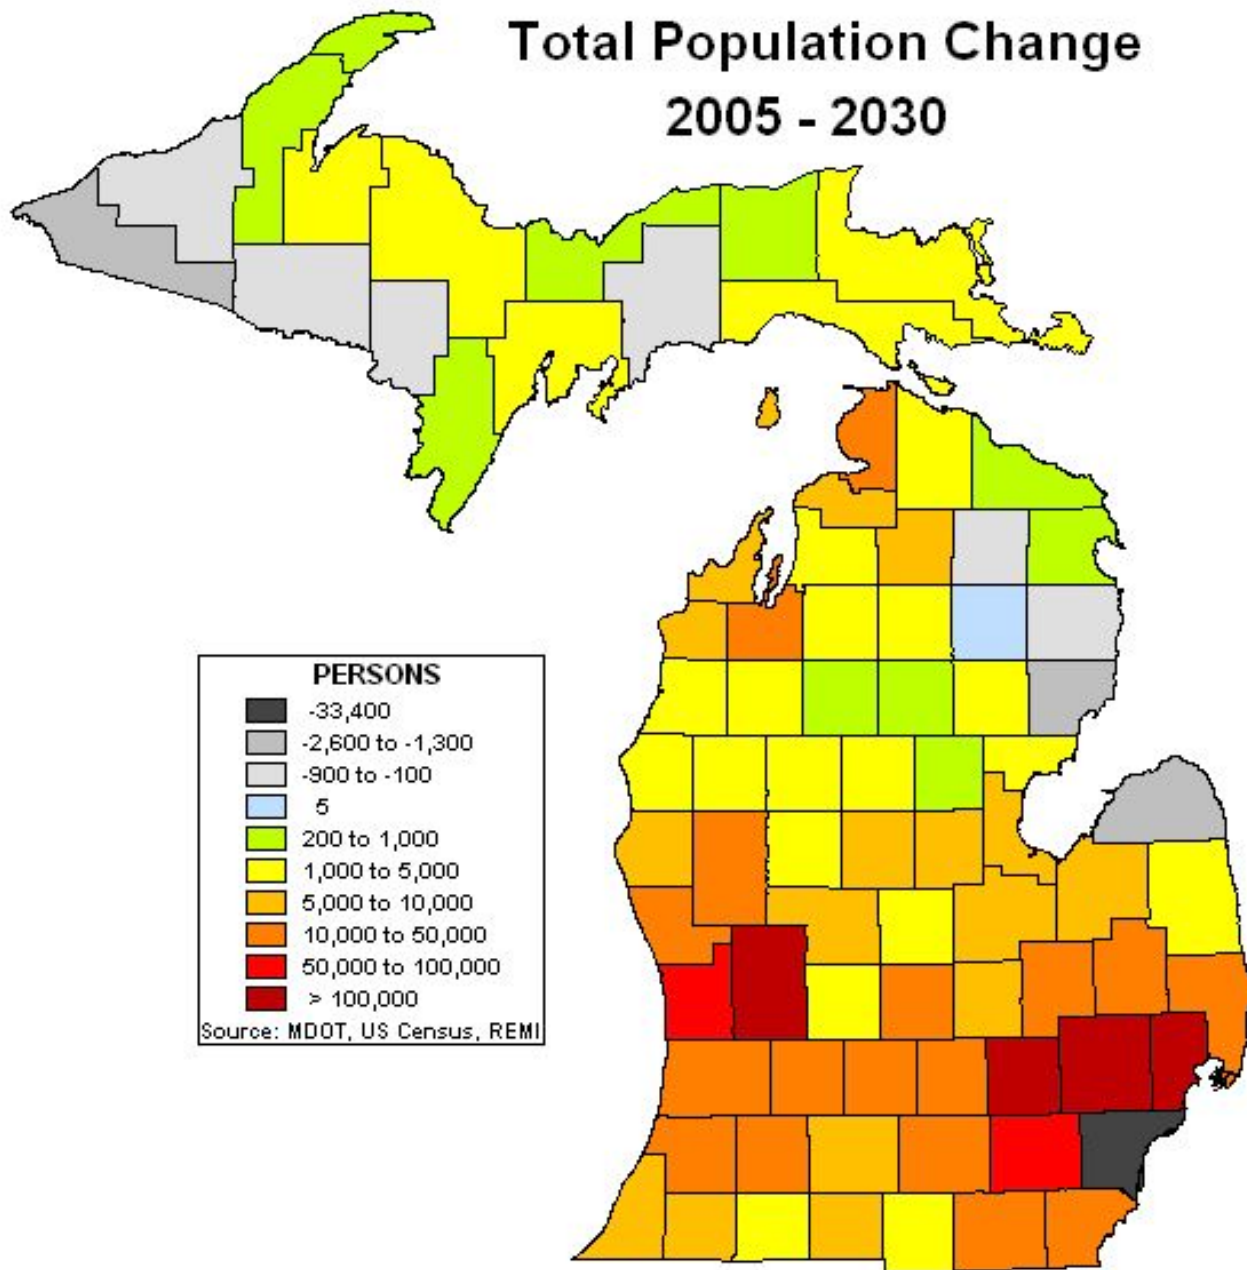 Total Population Change
2005 - 2030
PERSONS
-33,400
-2,600 to -1,300
-900 to -100
5
200 to 1,000
1,000 to 5,000
5,000 to 10,000
10,000 to 50,000
50,000 to 100,000
> 100,000
Source: MDOT, US Census, REMI